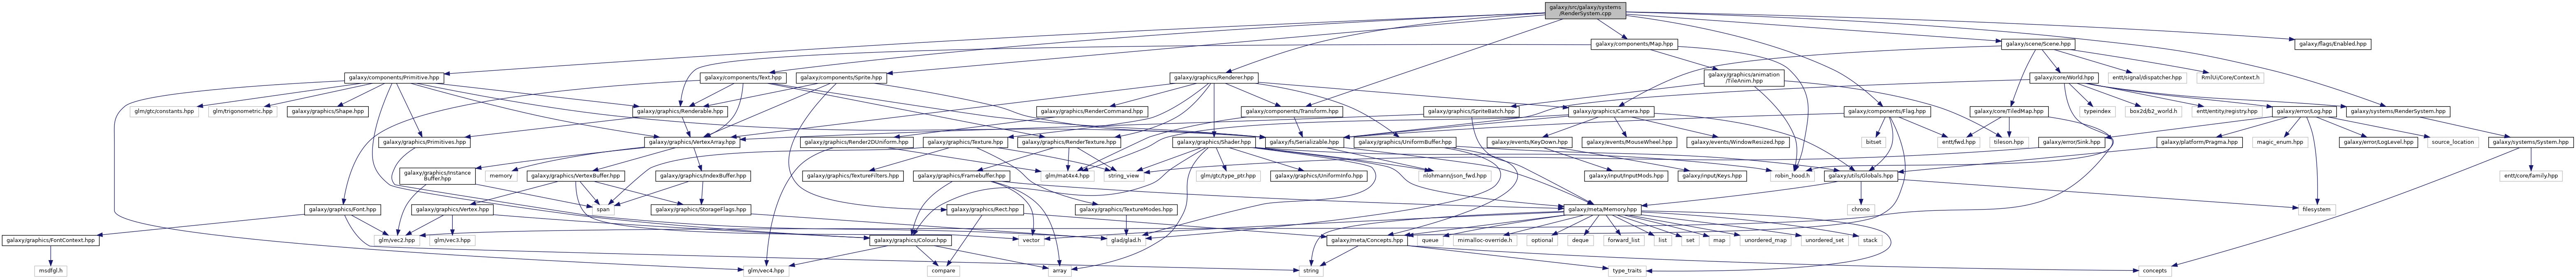 galaxy/src/galaxy/systems
/RenderSystem.cpp
galaxy/components/Map.hpp
galaxy/scene/Scene.hpp
galaxy/flags/Enabled.hpp
galaxy/components/Primitive.hpp
galaxy/components/Text.hpp
galaxy/components/Sprite.hpp
galaxy/graphics/Renderer.hpp
galaxy/graphics/animation
/TileAnim.hpp
galaxy/core/World.hpp
entt/signal/dispatcher.hpp
RmlUi/Core/Context.h
glm/gtc/constants.hpp
glm/trigonometric.hpp
galaxy/graphics/Shape.hpp
galaxy/graphics/Renderable.hpp
galaxy/graphics/RenderCommand.hpp
galaxy/components/Transform.hpp
galaxy/graphics/SpriteBatch.hpp
galaxy/graphics/Camera.hpp
galaxy/components/Flag.hpp
galaxy/core/TiledMap.hpp
typeindex
box2d/b2_world.h
entt/entity/registry.hpp
galaxy/error/Log.hpp
galaxy/systems/RenderSystem.hpp
galaxy/graphics/Primitives.hpp
galaxy/graphics/VertexArray.hpp
galaxy/graphics/Render2DUniform.hpp
galaxy/graphics/Texture.hpp
galaxy/graphics/RenderTexture.hpp
galaxy/graphics/Shader.hpp
galaxy/fs/Serializable.hpp
galaxy/graphics/UniformBuffer.hpp
galaxy/events/KeyDown.hpp
galaxy/events/MouseWheel.hpp
galaxy/events/WindowResized.hpp
bitset
entt/fwd.hpp
tileson.hpp
galaxy/error/Sink.hpp
galaxy/platform/Pragma.hpp
magic_enum.hpp
galaxy/error/LogLevel.hpp
source_location
galaxy/systems/System.hpp
galaxy/graphics/Instance
Buffer.hpp
memory
galaxy/graphics/VertexBuffer.hpp
galaxy/graphics/IndexBuffer.hpp
galaxy/graphics/TextureFilters.hpp
galaxy/graphics/Framebuffer.hpp
glm/mat4x4.hpp
string_view
glm/gtc/type_ptr.hpp
galaxy/graphics/UniformInfo.hpp
nlohmann/json_fwd.hpp
galaxy/input/InputMods.hpp
galaxy/input/Keys.hpp
robin_hood.h
galaxy/utils/Globals.hpp
entt/core/family.hpp
galaxy/graphics/Font.hpp
galaxy/graphics/Vertex.hpp
span
galaxy/graphics/StorageFlags.hpp
galaxy/graphics/Rect.hpp
galaxy/graphics/TextureModes.hpp
galaxy/meta/Memory.hpp
chrono
filesystem
galaxy/graphics/FontContext.hpp
glm/vec2.hpp
glm/vec3.hpp
galaxy/graphics/Colour.hpp
vector
glad/glad.h
galaxy/meta/Concepts.hpp
queue
mimalloc-override.h
optional
deque
forward_list
list
set
map
unordered_map
unordered_set
stack
msdfgl.h
glm/vec4.hpp
compare
array
string
type_traits
concepts